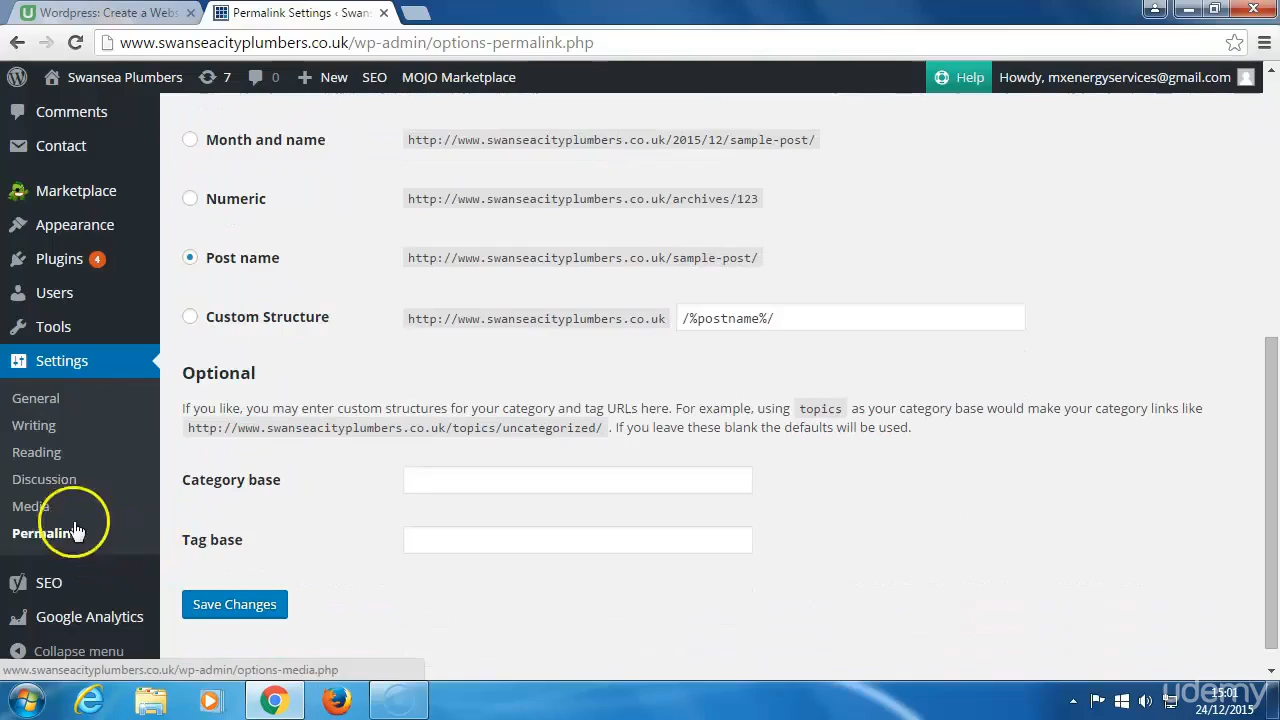 Wordpress: Create a Webs
Permalink Settings ‹ Swans
www.swanseacityplumbers.co.uk/wp-admin/options-permalink.php
Swansea Plumbers 7 0 New SEO MOJO Marketplace Help Howdy, mxenergyservices@gmail.com
Comments
Contact
Marketplace
Appearance
Plugins 4
Users
Tools
Settings
General
Writing
Reading
Discussion
Media
Permalink
SEO
Google Analytics
Collapse menu
Month and name http://www.swanseacityplumbers.co.uk/2015/12/sample-post/
Numeric http://www.swanseacityplumbers.co.uk/archives/123
Post name http://www.swanseacityplumbers.co.uk/sample-post/
Custom Structure http://www.swanseacityplumbers.co.uk /%postname%/
Optional
If you like, you may enter custom structures for your category and tag URLs here. For example, using topics as your category base would make your category links like
http://www.swanseacityplumbers.co.uk/topics/uncategorized/ . If you leave these blank the defaults will be used.
Category base
Tag base
Save Changes
www.swanseacityplumbers.co.uk/wp-admin/options-media.php
udemy
15:01
24/12/2015